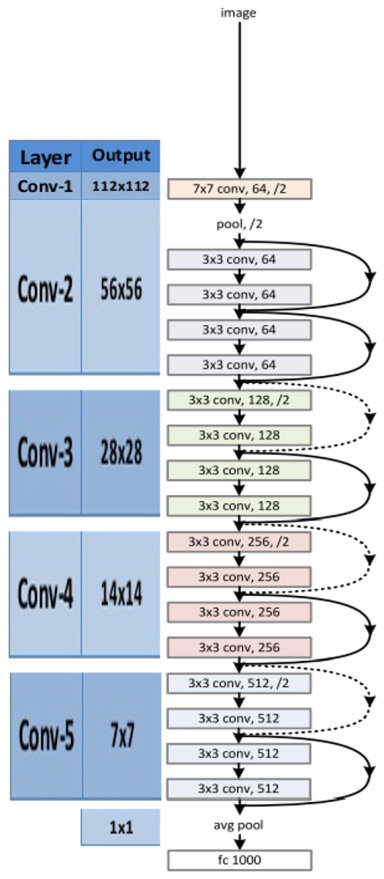 image
Layer Output
Conv-1 112x112
7x7 conv, 64, /2
pool, /2
Conv-2 56x56
3x3 conv, 64
3x3 conv, 64
3x3 conv, 64
3x3 conv, 64
Conv-3 28x28
3x3 conv, 128, /2
3x3 conv, 128
3x3 conv, 128
3x3 conv, 128
Conv-4 14x14
3x3 conv, 256, /2
3x3 conv, 256
3x3 conv, 256
3x3 conv, 256
Conv-5 7x7
3x3 conv, 512, /2
3x3 conv, 512
3x3 conv, 512
3x3 conv, 512
1x1
avg pool
fc 1000